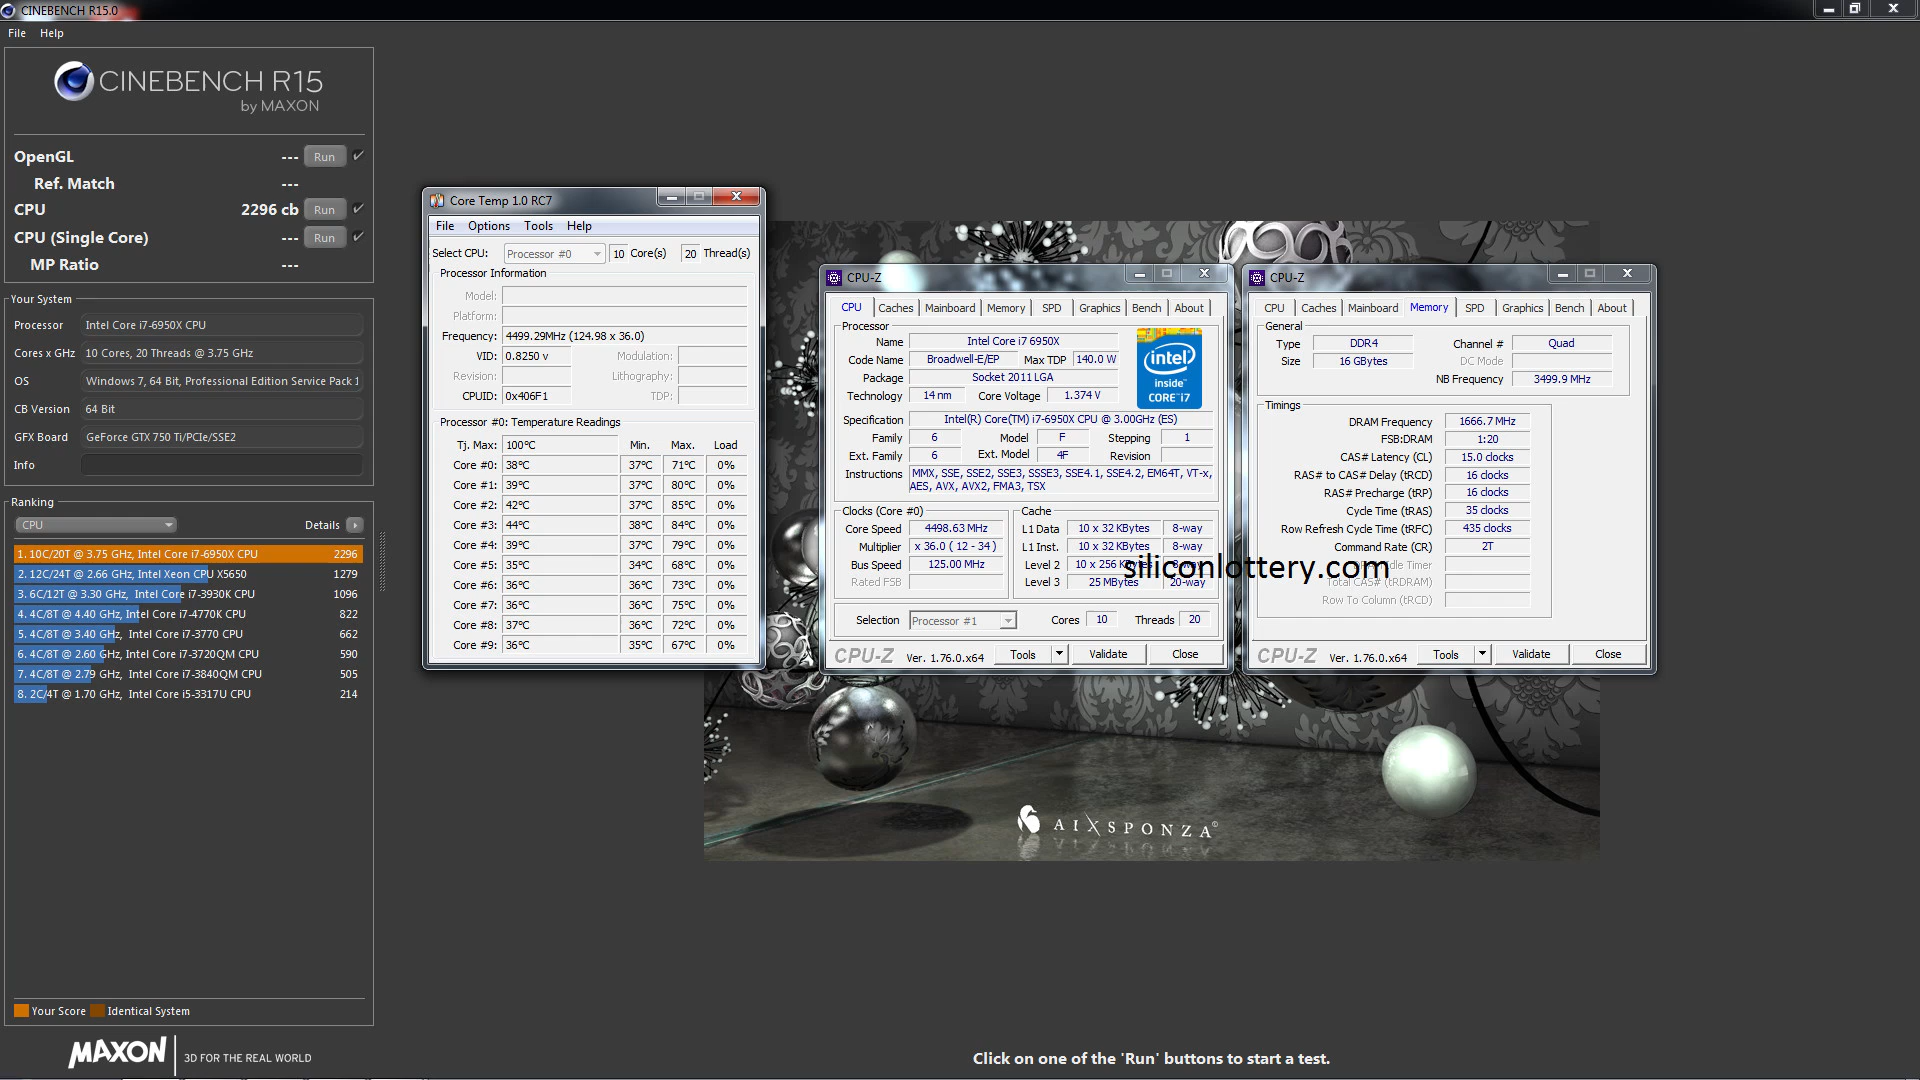 CINEBENCH R15.0
File Help
CINEBENCH R15
by MAXON
OpenGL --- Run
Ref. Match ---
CPU 2296 cb Run
CPU (Single Core) --- Run
MP Ratio ---
Your System
Processor Intel Core i7-6950X CPU
Cores x GHz 10 Cores, 20 Threads @ 3.75 GHz
OS Windows 7, 64 Bit, Professional Edition Service Pack 1
CB Version 64 Bit
GFX Board GeForce GTX 750 Ti/PCIe/SSE2
Info
Ranking
CPU Details
1. 10C/20T @ 3.75 GHz, Intel Core i7-6950X CPU 2296
2. 12C/24T @ 2.66 GHz, Intel Xeon CPU X5650 1279
3. 6C/12T @ 3.30 GHz, Intel Core i7-3930K CPU 1096
4. 4C/8T @ 4.40 GHz, Intel Core i7-4770K CPU 822
5. 4C/8T @ 3.40 GHz, Intel Core i7-3770 CPU 662
6. 4C/8T @ 2.60 GHz, Intel Core i7-3720QM CPU 590
7. 4C/8T @ 2.79 GHz, Intel Core i7-3840QM CPU 505
8. 2C/4T @ 1.70 GHz, Intel Core i5-3317U CPU 214
Your Score Identical System
MAXON 3D FOR THE REAL WORLD
Core Temp 1.0 RC7
File Options Tools Help
Select CPU: Processor #0 10 Core(s) 20 Thread(s)
Processor Information
Model:
Platform:
Frequency: 4499.29MHz (124.98 x 36.0)
VID: 0.8250 v Modulation:
Revision: Lithography:
CPUID: 0x406F1 TDP:
Processor #0: Temperature Readings
Tj. Max: 100°C Min. Max. Load
Core #0: 38°C 37°C 71°C 0%
Core #1: 39°C 37°C 80°C 0%
Core #2: 42°C 37°C 85°C 0%
Core #3: 44°C 38°C 84°C 0%
Core #4: 39°C 37°C 79°C 0%
Core #5: 35°C 34°C 68°C 0%
Core #6: 36°C 36°C 73°C 0%
Core #7: 36°C 36°C 75°C 0%
Core #8: 37°C 36°C 72°C 0%
Core #9: 36°C 35°C 67°C 0%
CPU-Z
CPU Caches Mainboard Memory SPD Graphics Bench About
Processor
Name Intel Core i7 6950X
Code Name Broadwell-E/EP Max TDP 140.0 W
Package Socket 2011 LGA
Technology 14 nm Core Voltage 1.374 V
intel inside™ CORE™ i7
Specification Intel(R) Core(TM) i7-6950X CPU @ 3.00GHz (ES)
Family 6 Model F Stepping 1
Ext. Family 6 Ext. Model 4F Revision
Instructions MMX, SSE, SSE2, SSE3, SSSE3, SSE4.1, SSE4.2, EM64T, VT-x,
AES, AVX, AVX2, FMA3, TSX
Clocks (Core #0)
Core Speed 4498.63 MHz
Multiplier x 36.0 ( 12 - 34 )
Bus Speed 125.00 MHz
Rated FSB
Cache
L1 Data 10 x 32 KBytes 8-way
L1 Inst. 10 x 32 KBytes 8-way
Level 2 10 x 256 KBytes 8-way
Level 3 25 MBytes 20-way
Selection Processor #1 Cores 10 Threads 20
CPU-Z Ver. 1.76.0.x64 Tools Validate Close
CPU-Z
CPU Caches Mainboard Memory SPD Graphics Bench About
General
Type DDR4 Channel # Quad
Size 16 GBytes DC Mode
NB Frequency 3499.9 MHz
Timings
DRAM Frequency 1666.7 MHz
FSB:DRAM 1:20
CAS# Latency (CL) 15.0 clocks
RAS# to CAS# Delay (tRCD) 16 clocks
RAS# Precharge (tRP) 16 clocks
Cycle Time (tRAS) 35 clocks
Row Refresh Cycle Time (tRFC) 435 clocks
Command Rate (CR) 2T
Timer
Total CAS# (tRDRAM)
Row To Column (tRCD)
CPU-Z Ver. 1.76.0.x64 Tools Validate Close
siliconlottery.com
AIXSPONZA©
Click on one of the 'Run' buttons to start a test.